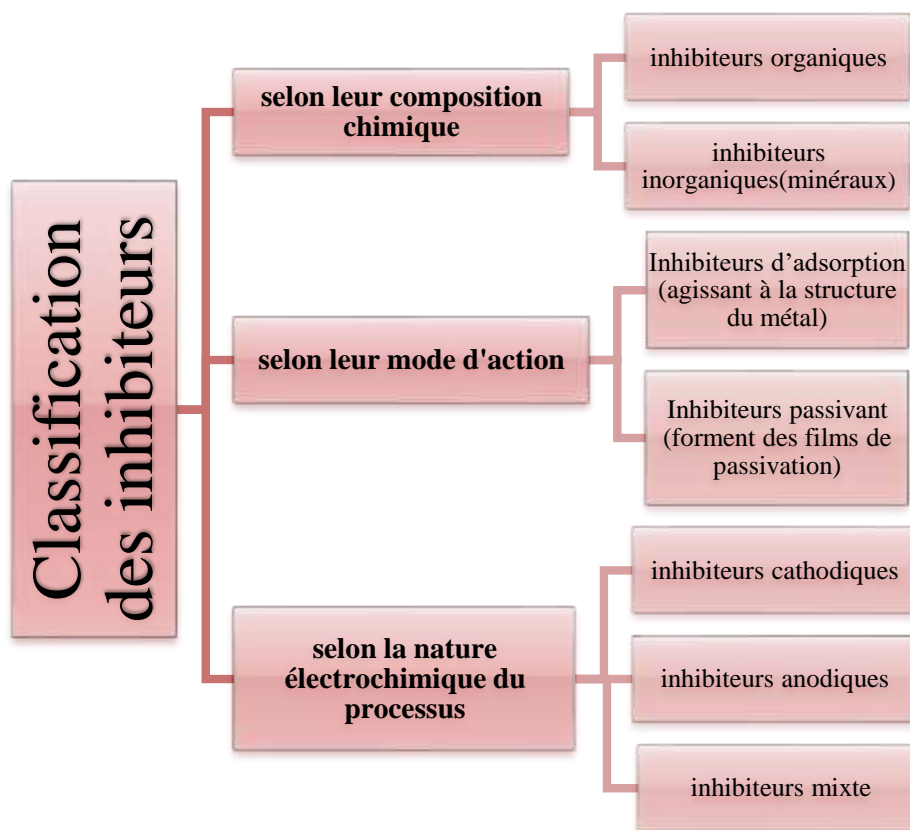 Classification
des inhibiteurs
selon leur composition
chimique
inhibiteurs organiques
inhibiteurs
inorganiques(minéraux)
selon leur mode d'action
Inhibiteurs d’adsorption
(agissant à la structure
du métal)
Inhibiteurs passivant
(forment des films de
passivation)
selon la nature
électrochimique du
processus
inhibiteurs cathodiques
inhibiteurs anodiques
inhibiteurs mixte